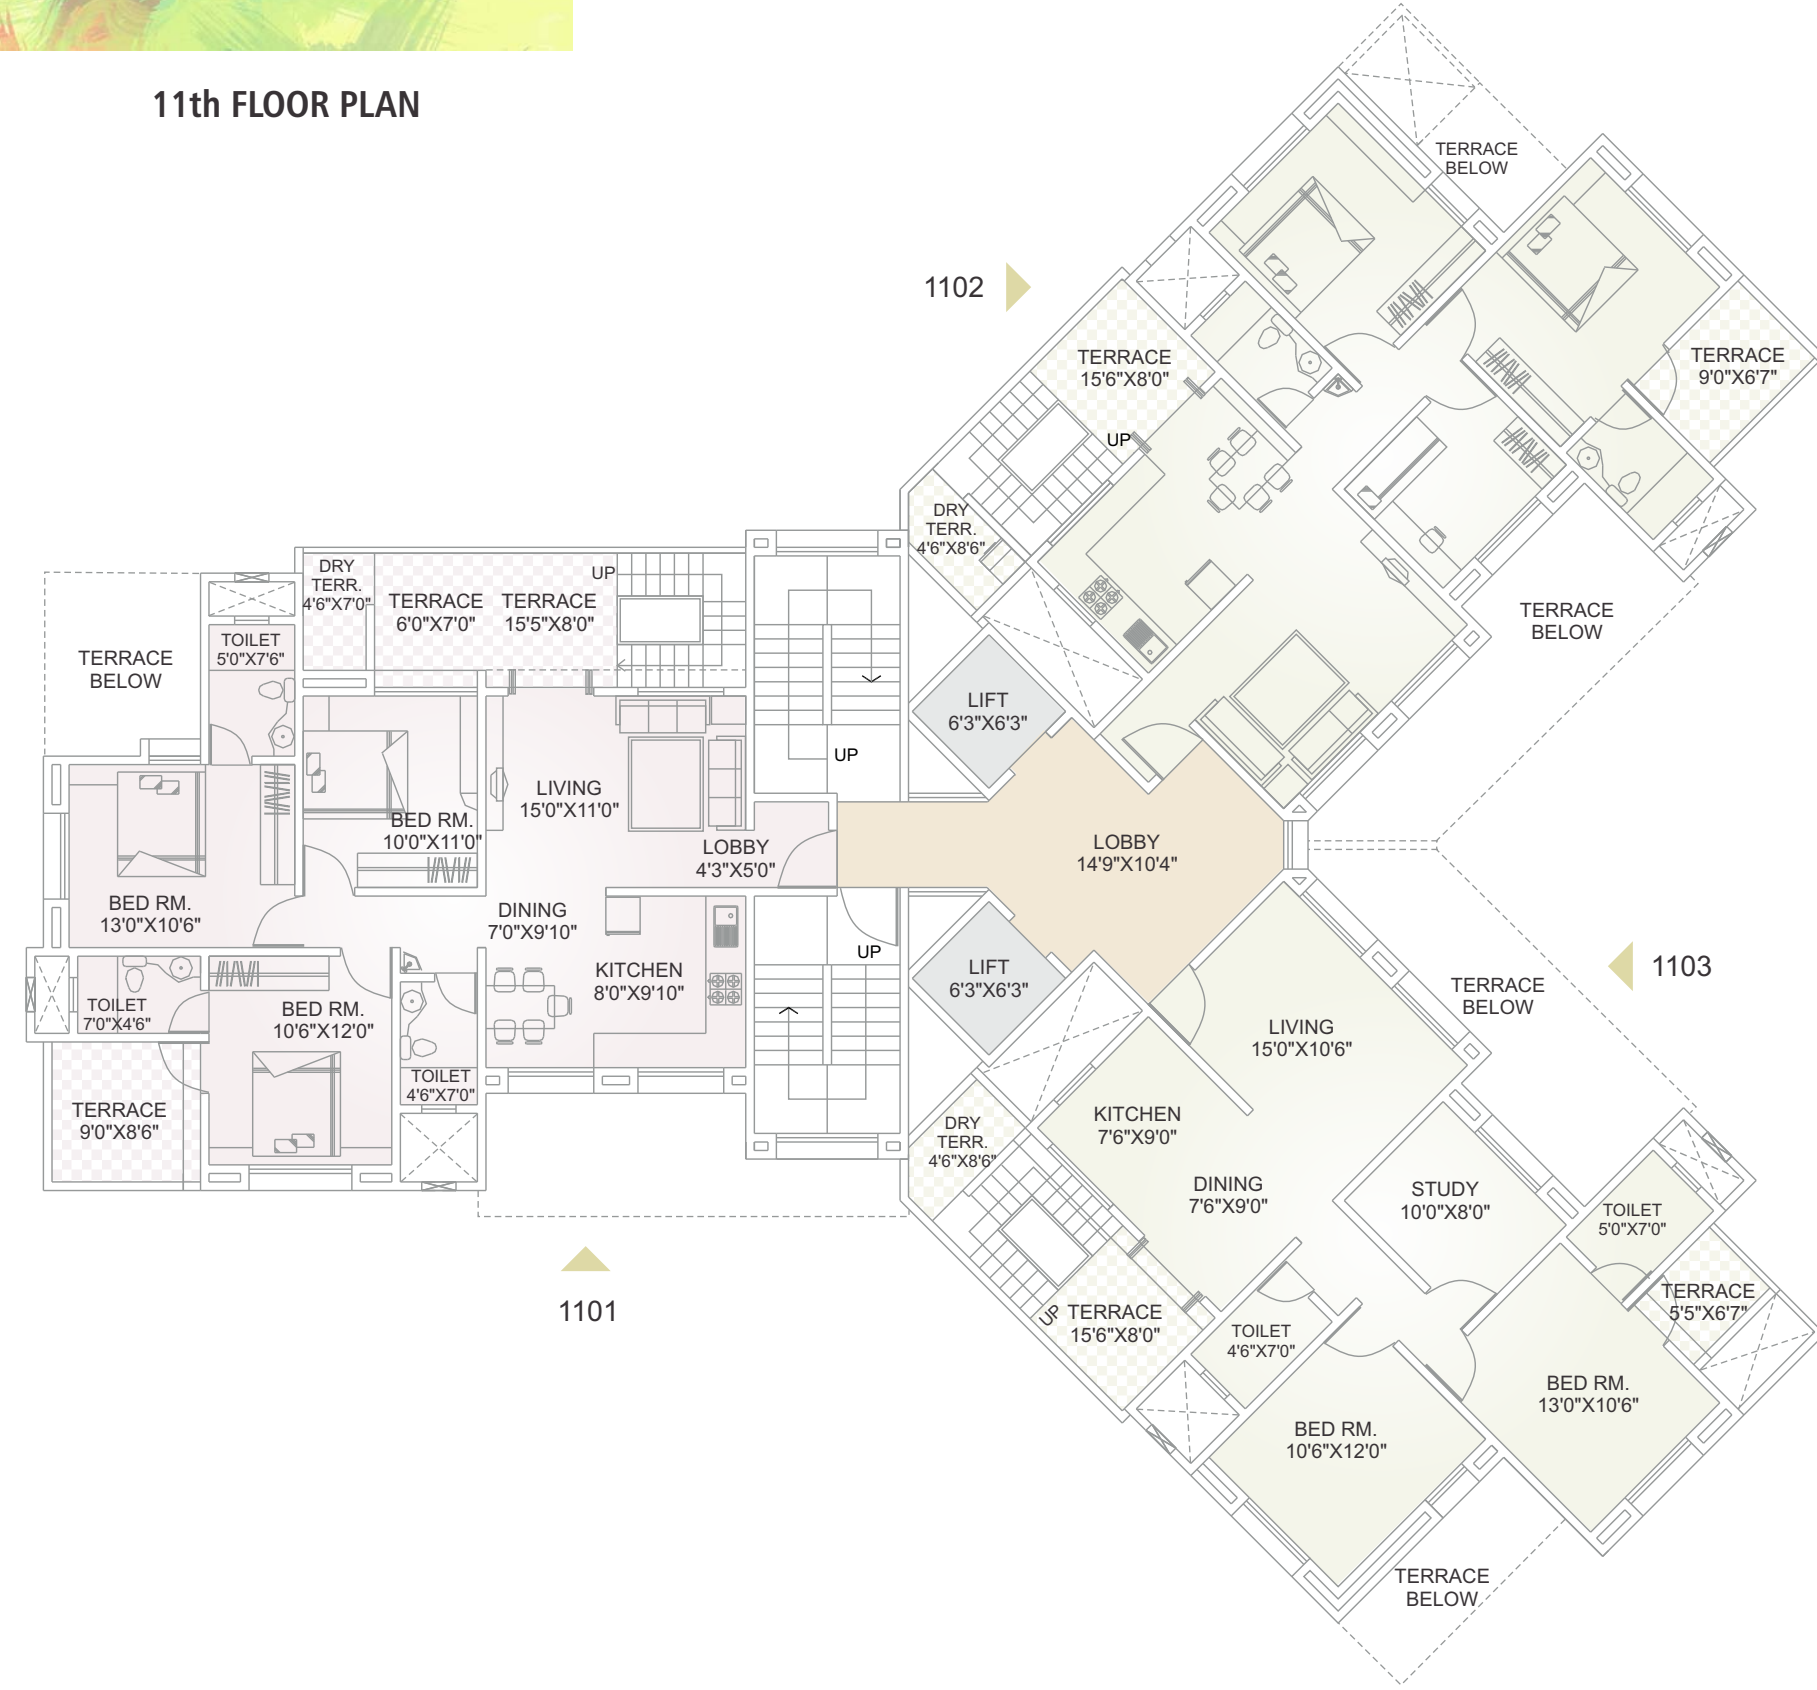 11th FLOOR PLAN
TERRACE
BELOW
1102
TERRACE
15'6"X8'0"
TERRACE
9'0"X6'7"
UP
DRY
TERR.
4'6"X8'6"
TERRACE
BELOW
LIFT
6'3"X6'3"
DRY
TERR.
4'6"X7'0"
UP
TERRACE
6'0"X7'0"
TERRACE
15'5"X8'0"
TOILET
5'0"X7'6"
TERRACE
BELOW
UP
LIVING
15'0"X11'0"
BED RM.
10'0"X11'0"
LOBBY
4'3"X5'0"
LOBBY
14'9"X10'4"
BED RM.
13'0"X10'6"
DINING
7'0"X9'10"
UP
KITCHEN
8'0"X9'10"
LIFT
6'3"X6'3"
1103
TERRACE
BELOW
TOILET
7'0"X4'6"
BED RM.
10'6"X12'0"
LIVING
15'0"X10'6"
TOILET
4'6"X7'0"
TERRACE
9'0"X8'6"
KITCHEN
7'6"X9'0"
DRY
TERR.
4'6"X8'6"
DINING
7'6"X9'0"
STUDY
10'0"X8'0"
TOILET
5'0"X7'0"
1101
UP
TERRACE
15'6"X8'0"
TERRACE
5'5"X6'7"
TOILET
4'6"X7'0"
BED RM.
13'0"X10'6"
BED RM.
10'6"X12'0"
TERRACE
BELOW